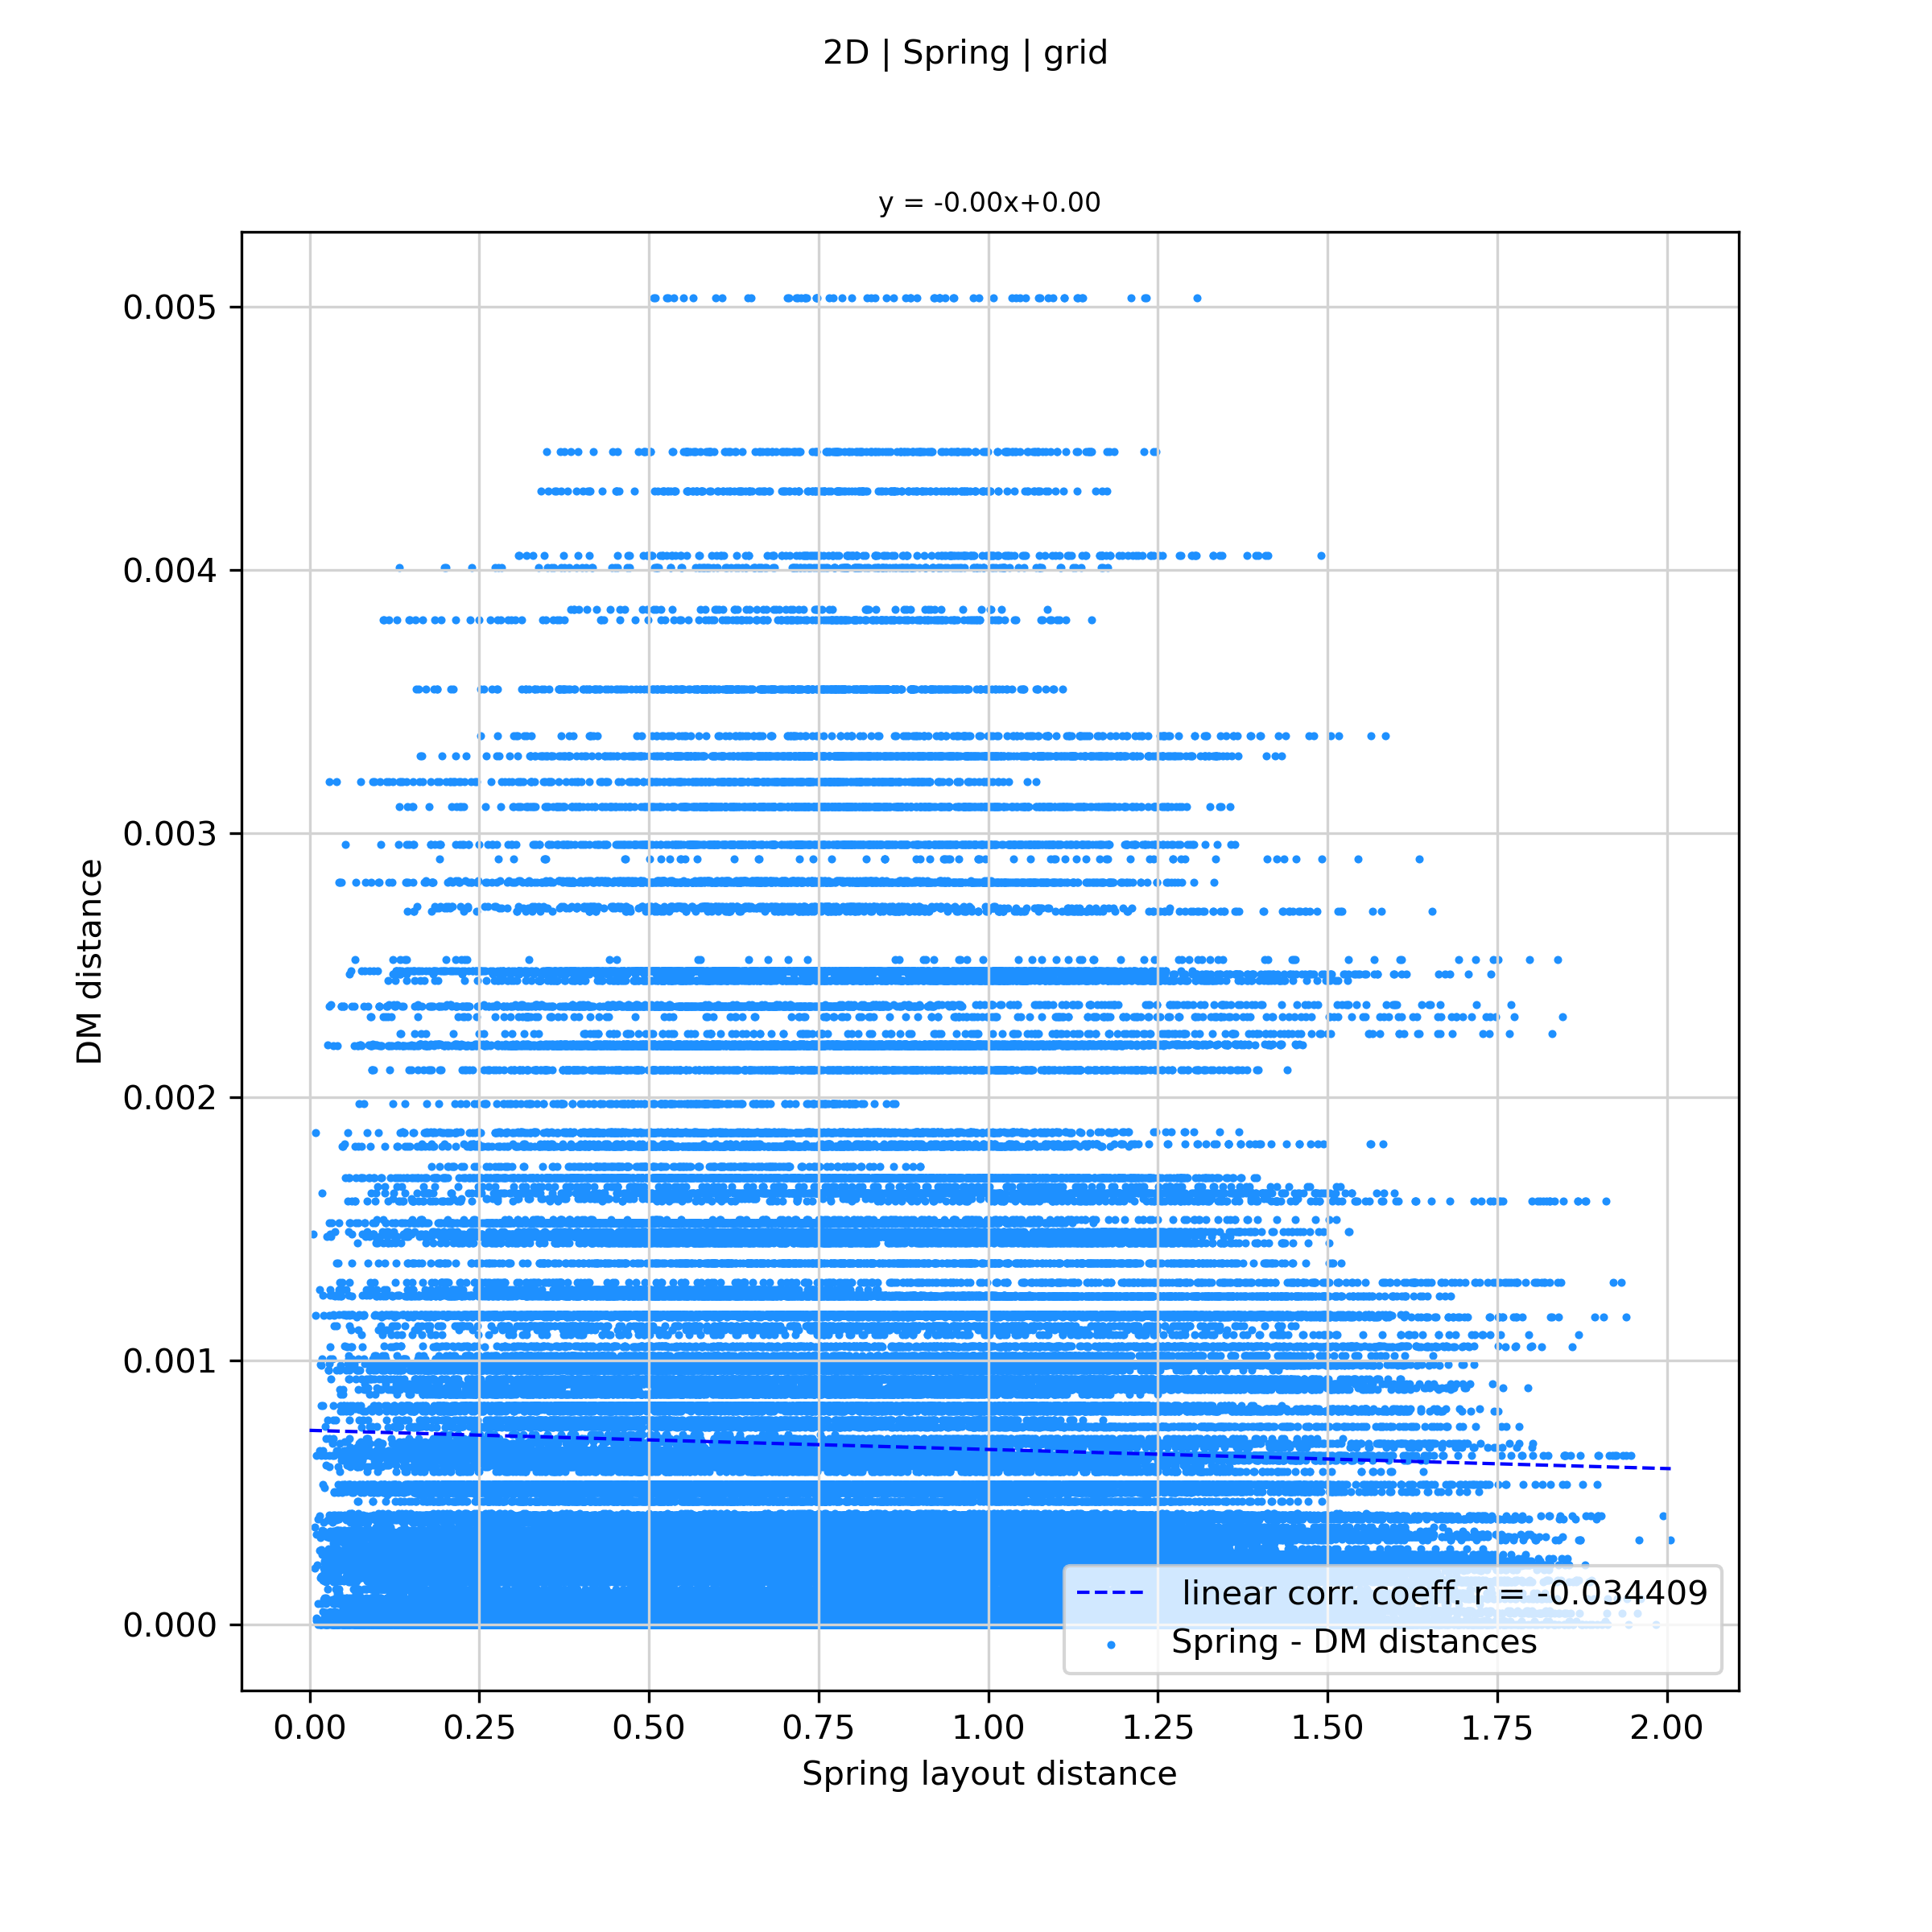 2D | Spring | grid
y = -0.00x+0.00
0.005
0.004
0.003
0.002
0.001
0.000
DM distance
linear corr. coeff. r = -0.034409
Spring - DM distances
0.00 0.25 0.50 0.75 1.00 1.25 1.50 1.75 2.00
Spring layout distance